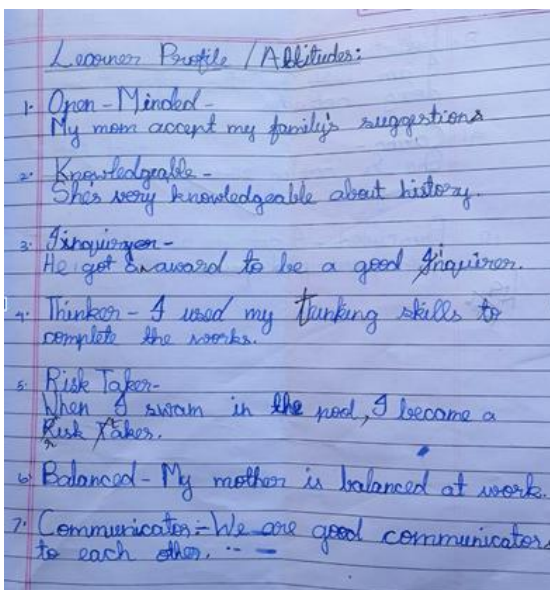 Learner Profile / Attitudes:
1. Open-Minded -
My mom accept my family's suggestions
2. Knowledgeable -
She's very knowledgeable about history.
3. Inquirer -
He got an award to be a good Inquirer.
4. Thinker - I used my thinking skills to
complete the works.
5. Risk Taker -
When I swam in the pool, I became a
Risk Taker.
6. Balanced - My mother is balanced at work.
7. Communicator:- We are good communicators
to each other.